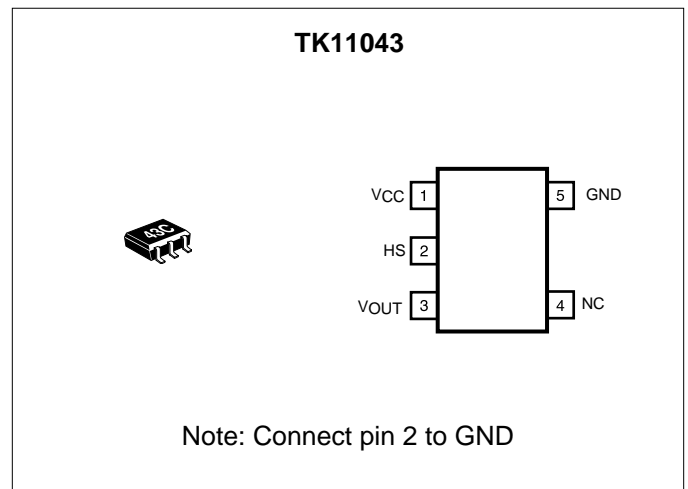 TK11043
43C
VCC 1
5 GND
HS 2
VOUT 3
4 NC
Note: Connect pin 2 to GND